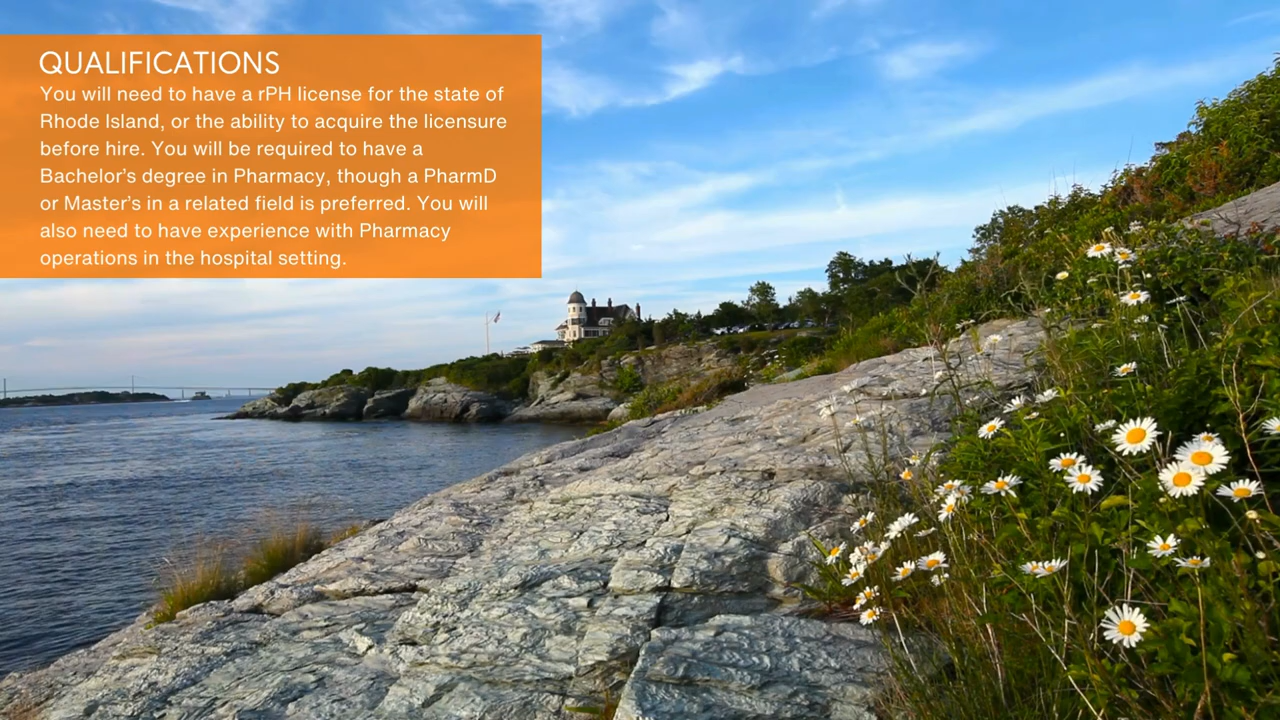 QUALIFICATIONS
You will need to have a rPH license for the state of
Rhode Island, or the ability to acquire the licensure
before hire. You will be required to have a
Bachelor’s degree in Pharmacy, though a PharmD
or Master’s in a related field is preferred. You will
also need to have experience with Pharmacy
operations in the hospital setting.